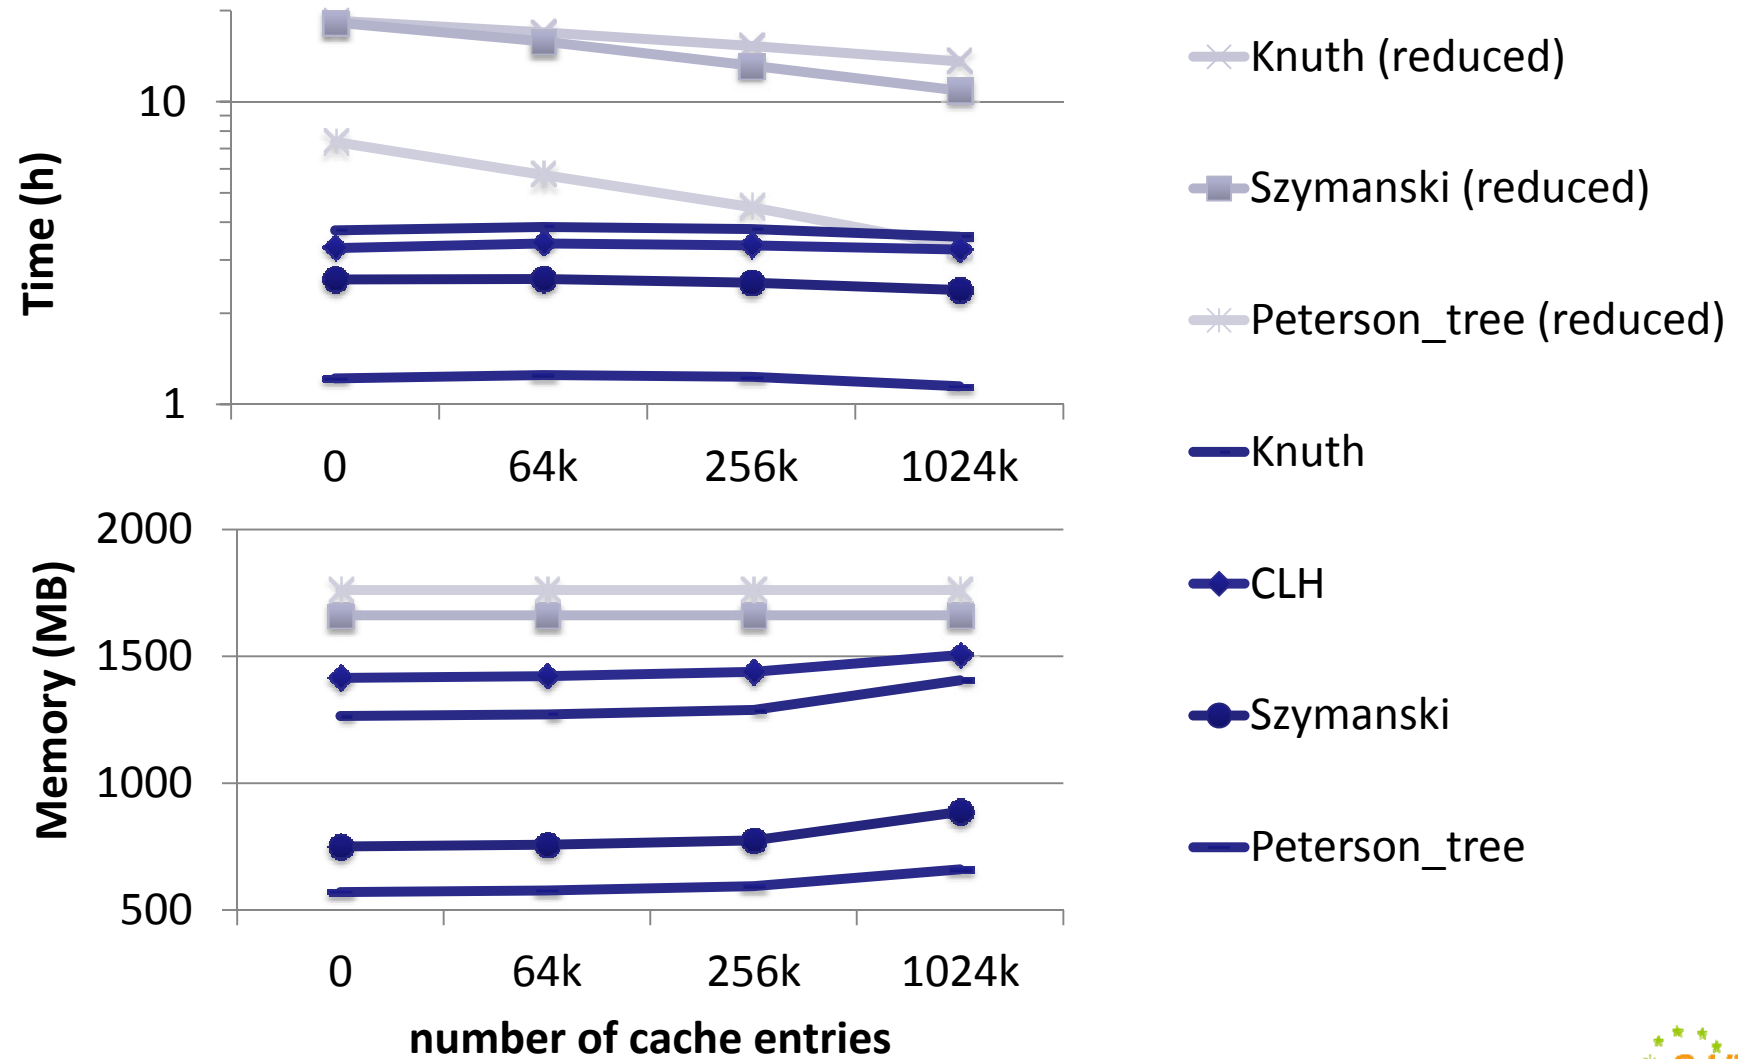 Time (h)
10
1
0 64k 256k 1024k
Knuth (reduced)
Szymanski (reduced)
Peterson_tree (reduced)
Knuth
CLH
Szymanski
Peterson_tree
Memory (MB)
2000
1500
1000
500
0 64k 256k 1024k
number of cache entries